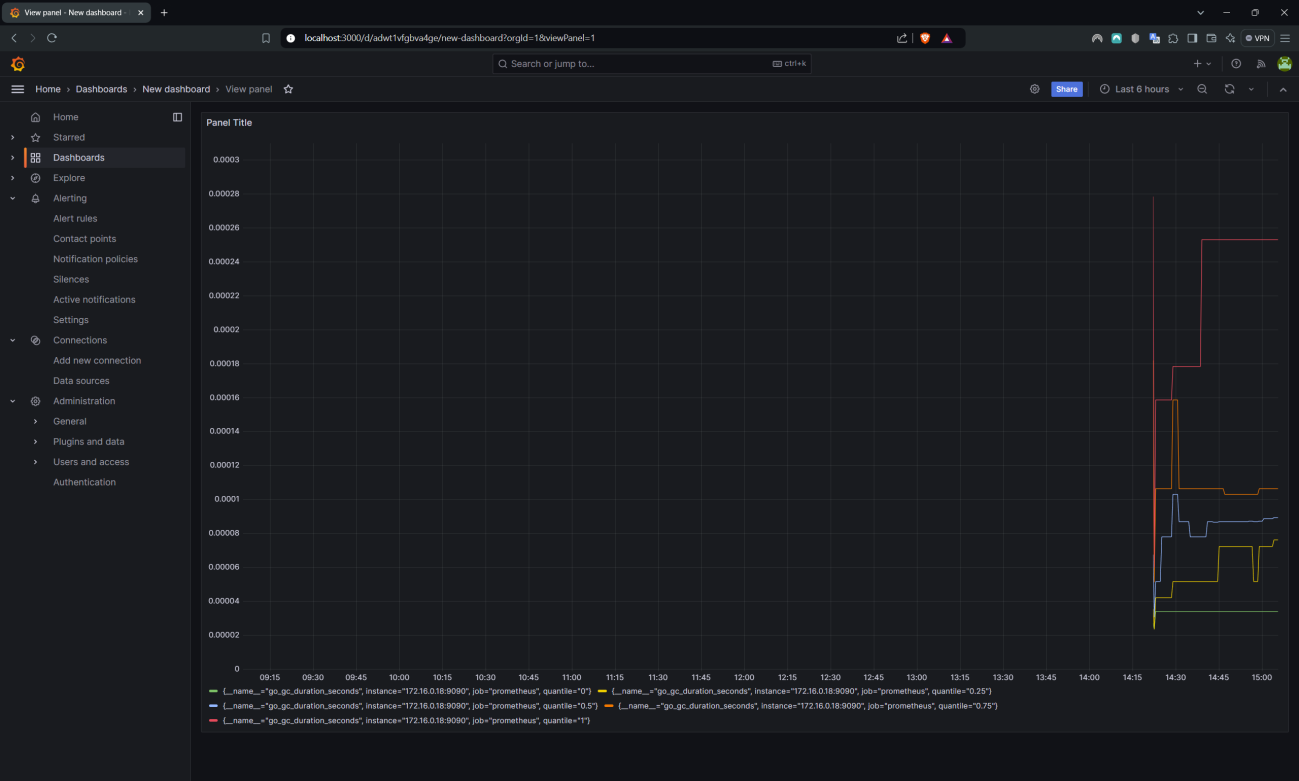 View panel - New dashboard -
localhost:3000/d/adwt1vfgbva4ge/new-dashboard?orgId=1&viewPanel=1
VPN
Search or jump to...
ctrl+k
Home › Dashboards › New dashboard › View panel
Share
Last 6 hours
Home
Starred
Dashboards
Explore
Alerting
Alert rules
Contact points
Notification policies
Silences
Active notifications
Settings
Connections
Add new connection
Data sources
Administration
General
Plugins and data
Users and access
Authentication
Panel Title
0.0003
0.00028
0.00026
0.00024
0.00022
0.0002
0.00018
0.00016
0.00014
0.00012
0.0001
0.00008
0.00006
0.00004
0.00002
0
09:15 09:30 09:45 10:00 10:15 10:30 10:45 11:00 11:15 11:30 11:45 12:00 12:15 12:30 12:45 13:00 13:15 13:30 13:45 14:00 14:15 14:30 14:45 15:00
{__name__="go_gc_duration_seconds", instance="172.16.0.18:9090", job="prometheus", quantile="0"} {__name__="go_gc_duration_seconds", instance="172.16.0.18:9090", job="prometheus", quantile="0.25"}
{__name__="go_gc_duration_seconds", instance="172.16.0.18:9090", job="prometheus", quantile="0.5"} {__name__="go_gc_duration_seconds", instance="172.16.0.18:9090", job="prometheus", quantile="0.75"}
{__name__="go_gc_duration_seconds", instance="172.16.0.18:9090", job="prometheus", quantile="1"}